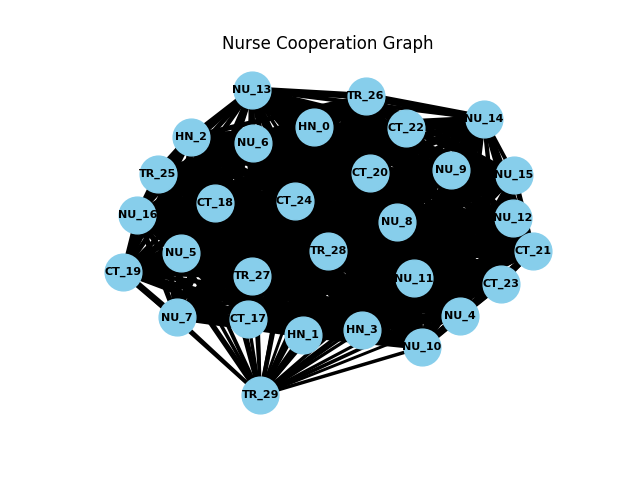 Nurse Cooperation Graph
NU_13
TR_26
NU_14
HN_0
CT_22
HN_2
NU_6
NU_9
CT_20
TR_25
NU_15
CT_24
CT_18
NU_16
NU_12
NU_8
TR_28
CT_21
NU_5
CT_19
TR_27
NU_11
CT_23
NU_4
NU_7
CT_17
HN_3
HN_1
NU_10
TR_29